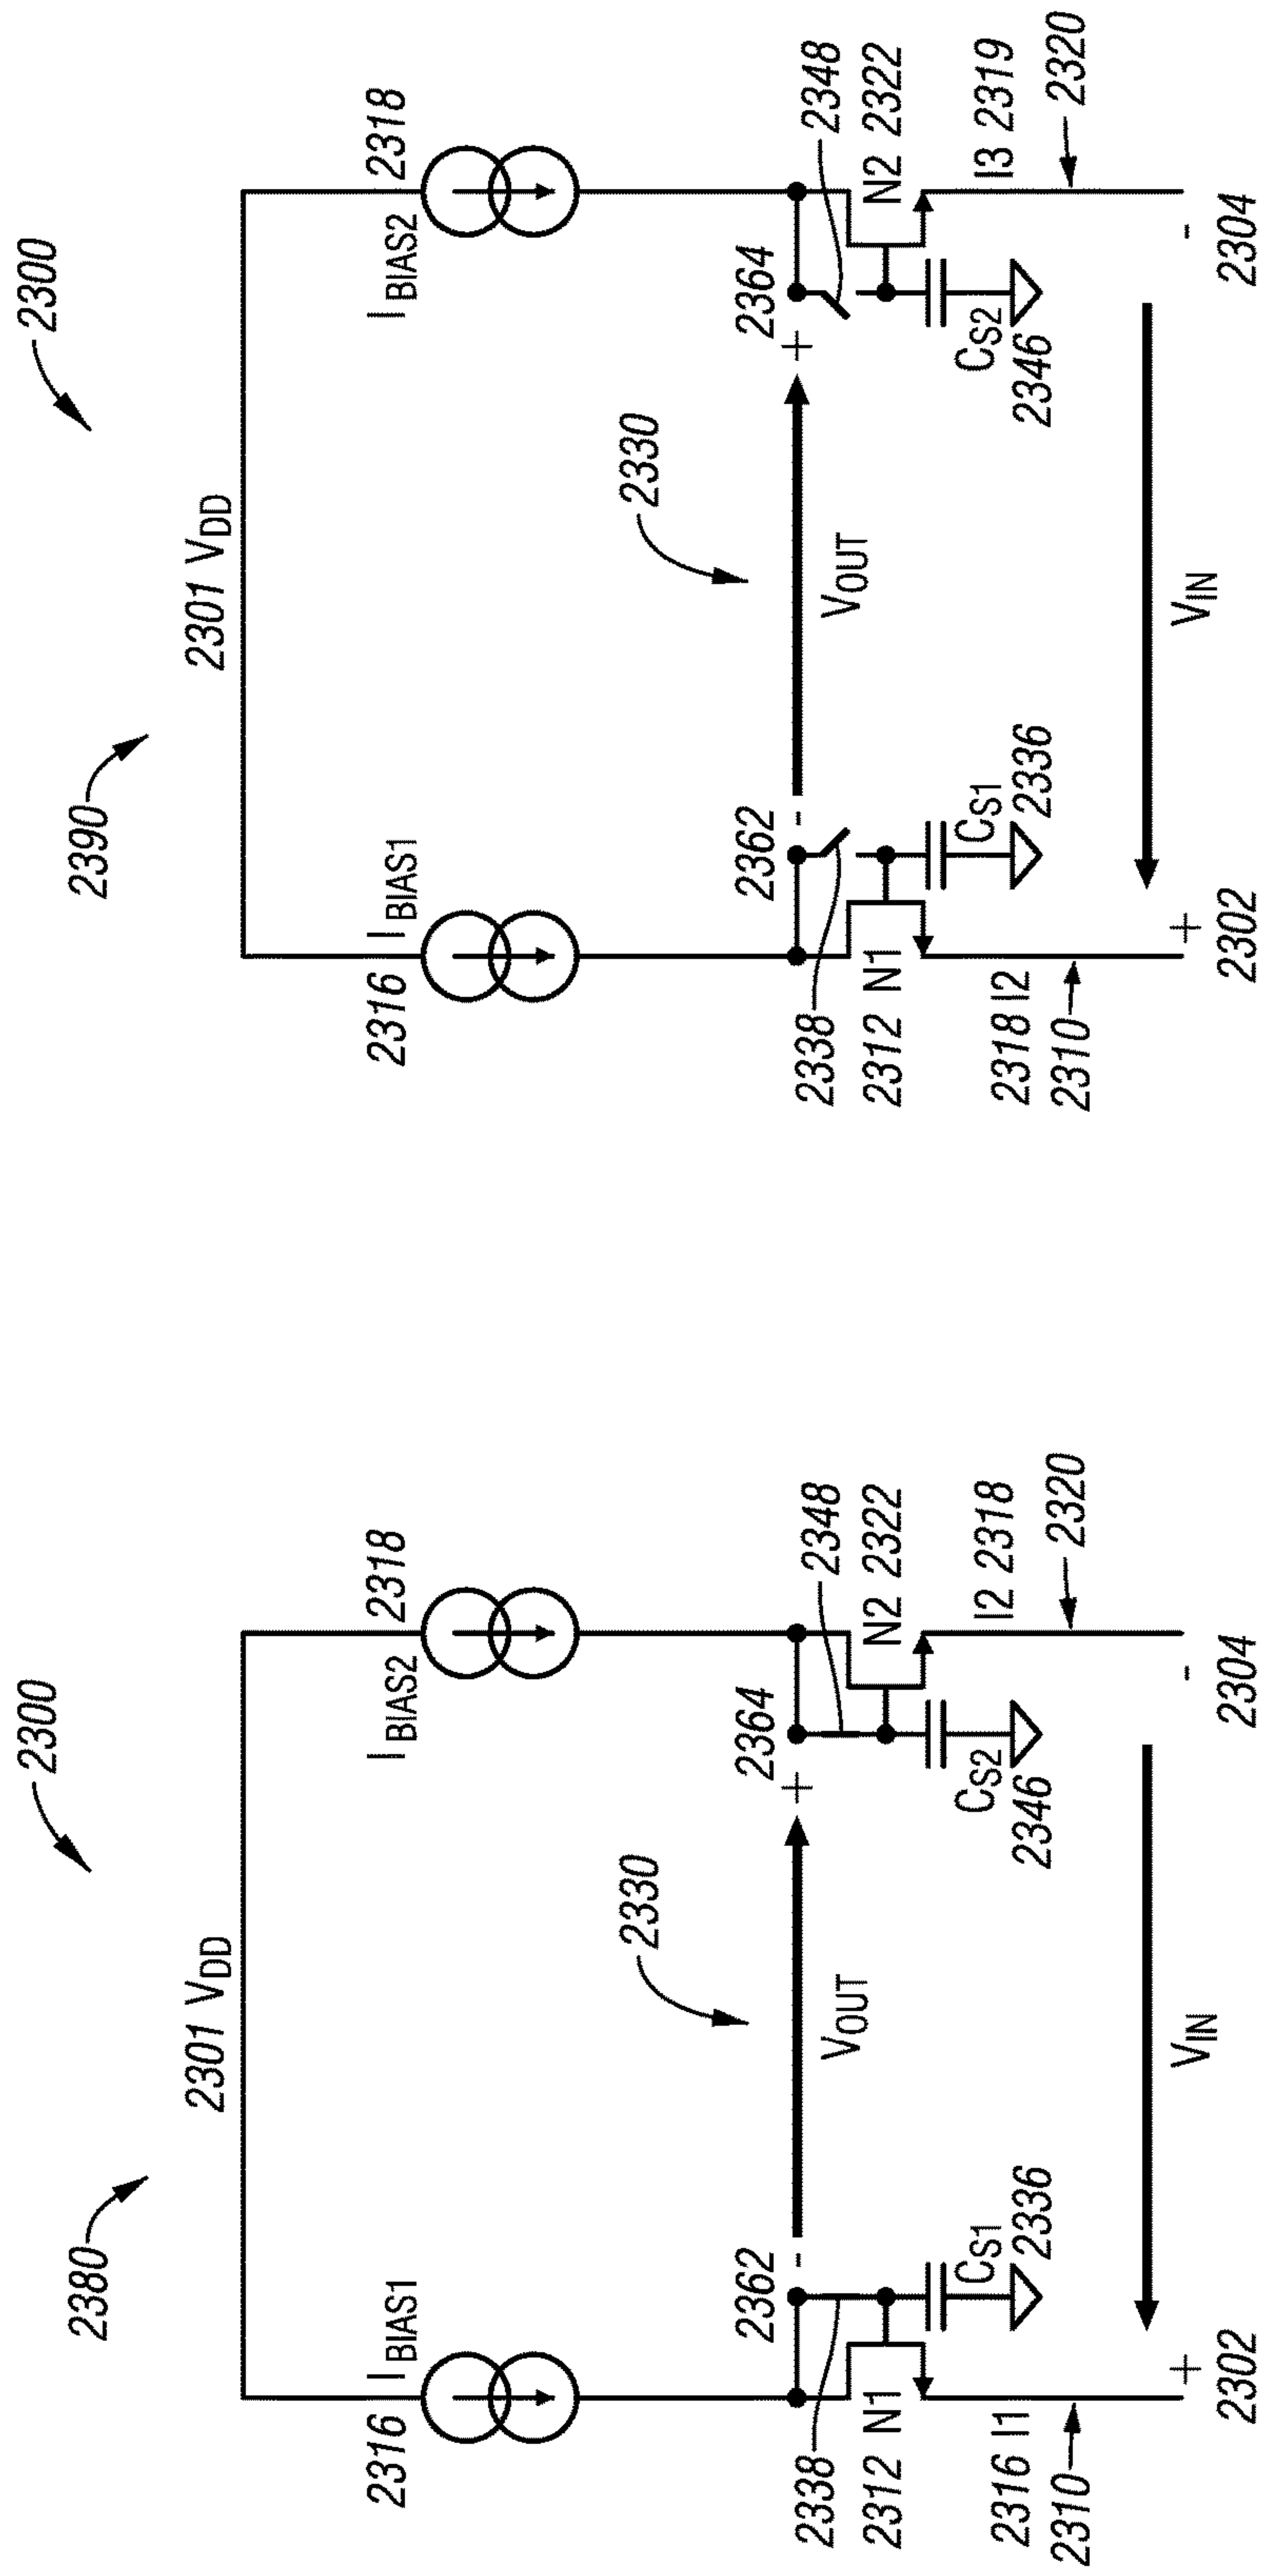 2300
2380
2301 VDD
2316
IBIAS1
IBIAS2
2318
2330
2362
-
+
2364
VOUT
2338
2348
2312 N1
N2 2322
CS1
2336
CS2
2346
2316 I1
I2 2318
2310
2320
VIN
+
-
2302
2304
2300
2390
2301 VDD
2316
IBIAS1
IBIAS2
2318
2330
2362
-
+
2364
VOUT
2338
2348
2312 N1
N2 2322
CS1
2336
CS2
2346
2318 I2
I3 2319
2310
2320
VIN
+
-
2302
2304